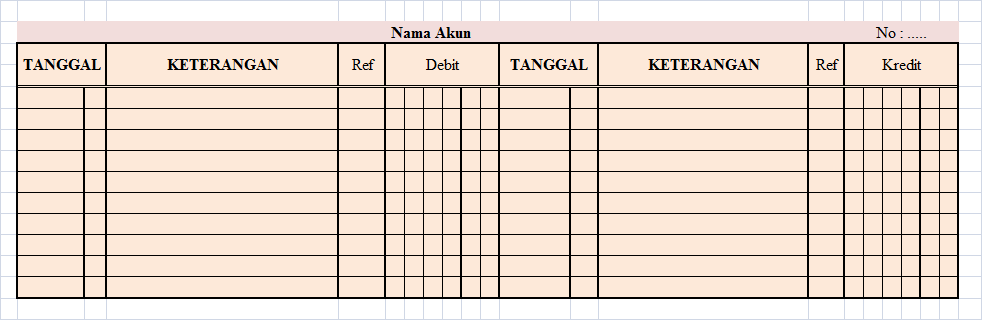 Nama Akun No : .....
TANGGAL KETERANGAN Ref Debit TANGGAL KETERANGAN Ref Kredit